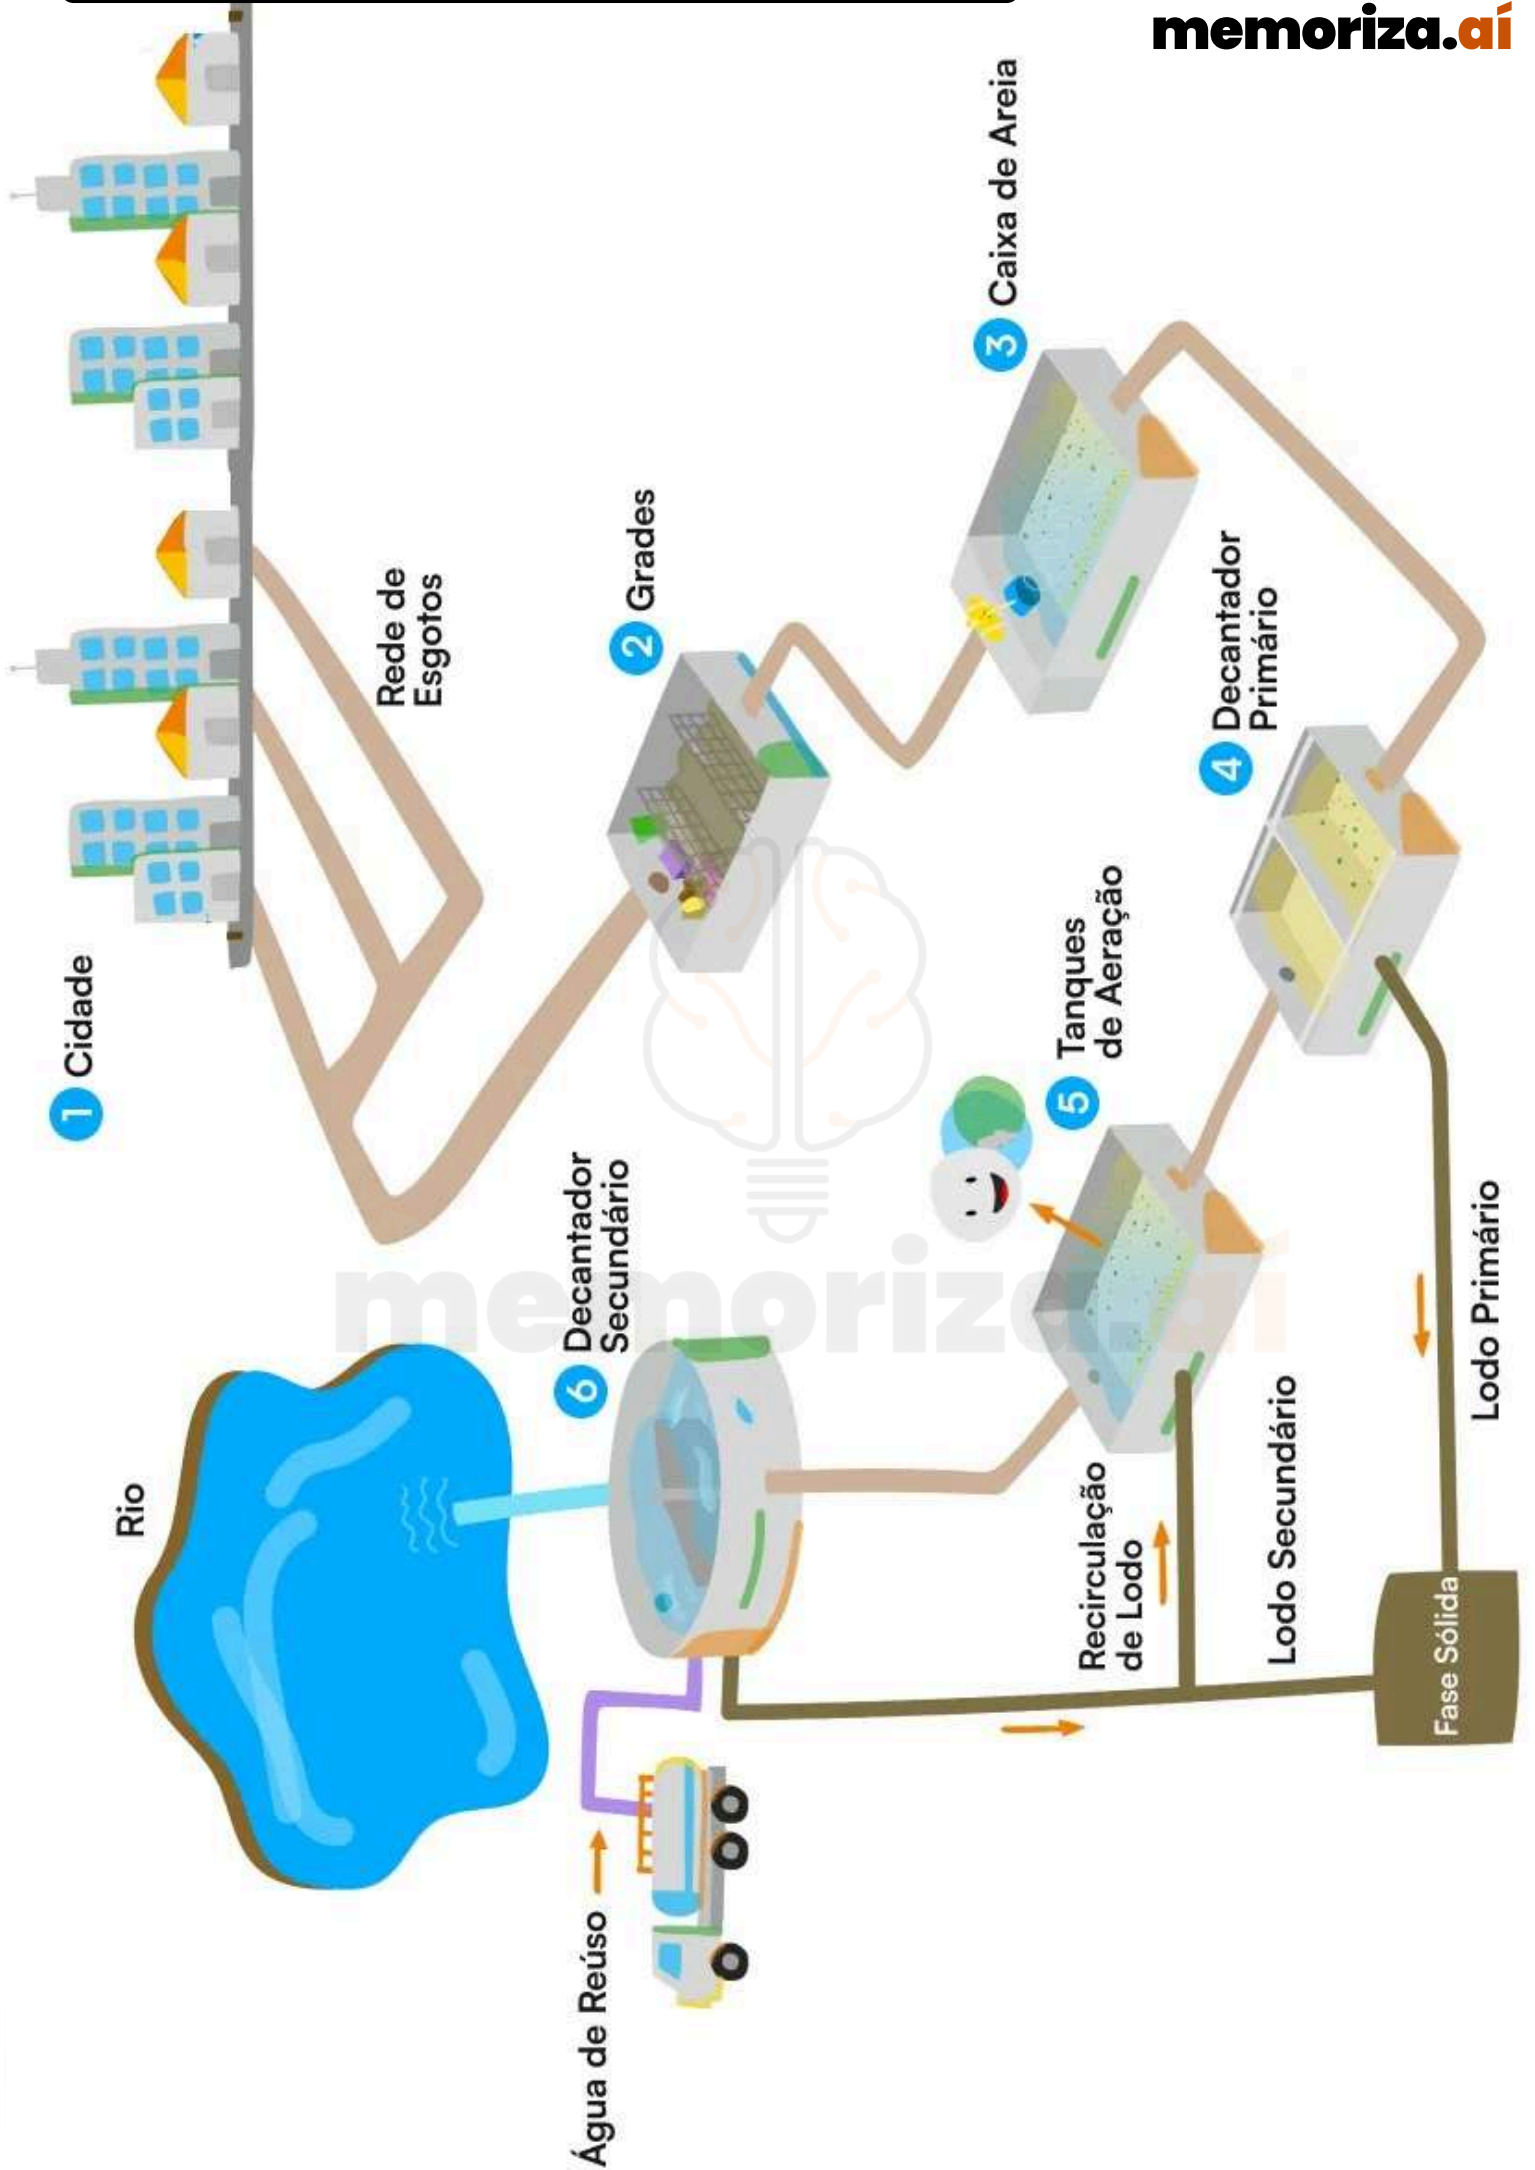 memoriza.aí
1 Cidade
Rede de
Esgotos
2 Grades
3 Caixa de Areia
4 Decantador
Primário
5 Tanques
de Aeração
6 Decantador
Secundário
Rio
Água de Reúso
Recirculação
de Lodo
Lodo Secundário
Lodo Primário
Fase Sólida
memoriza.aí